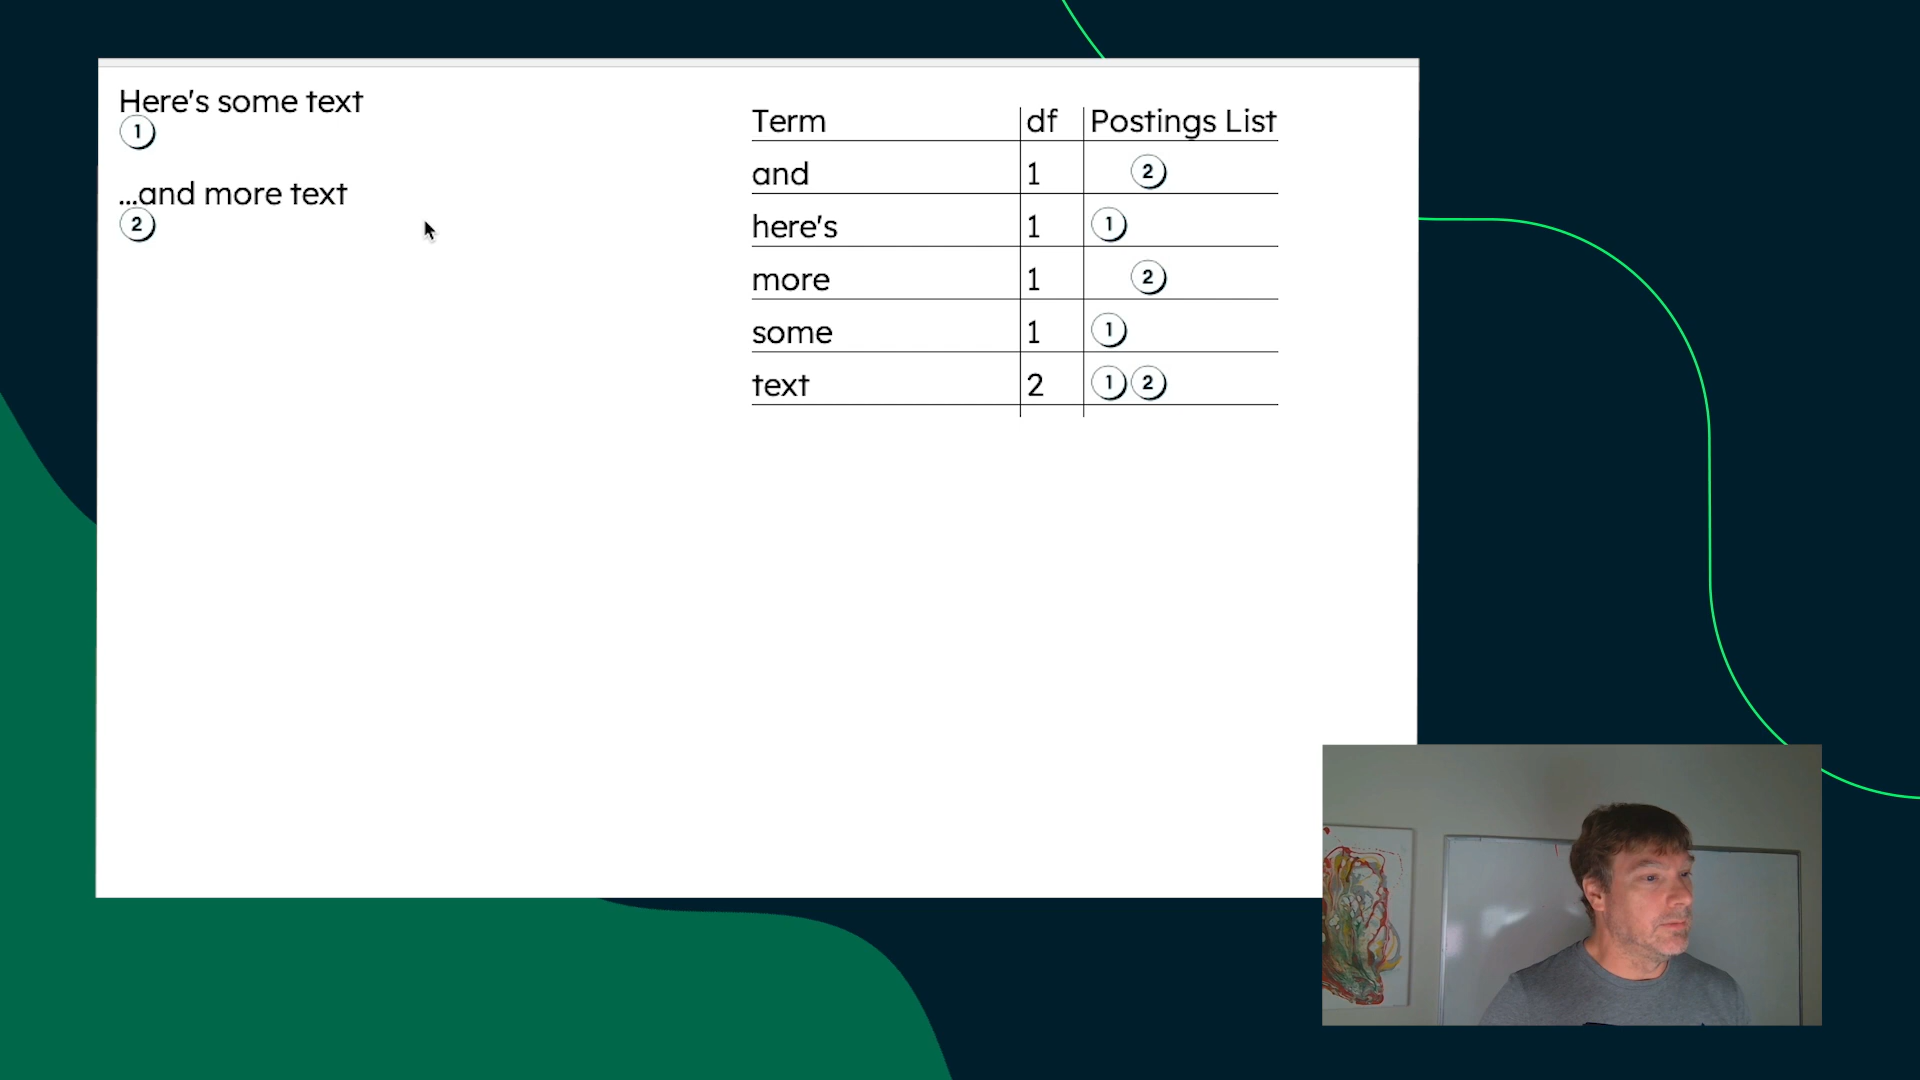 Here's some text
1
...and more text
2
Term df Postings List
and 1 2
here's 1 1
more 1 2
some 1 1
text 2 1 2